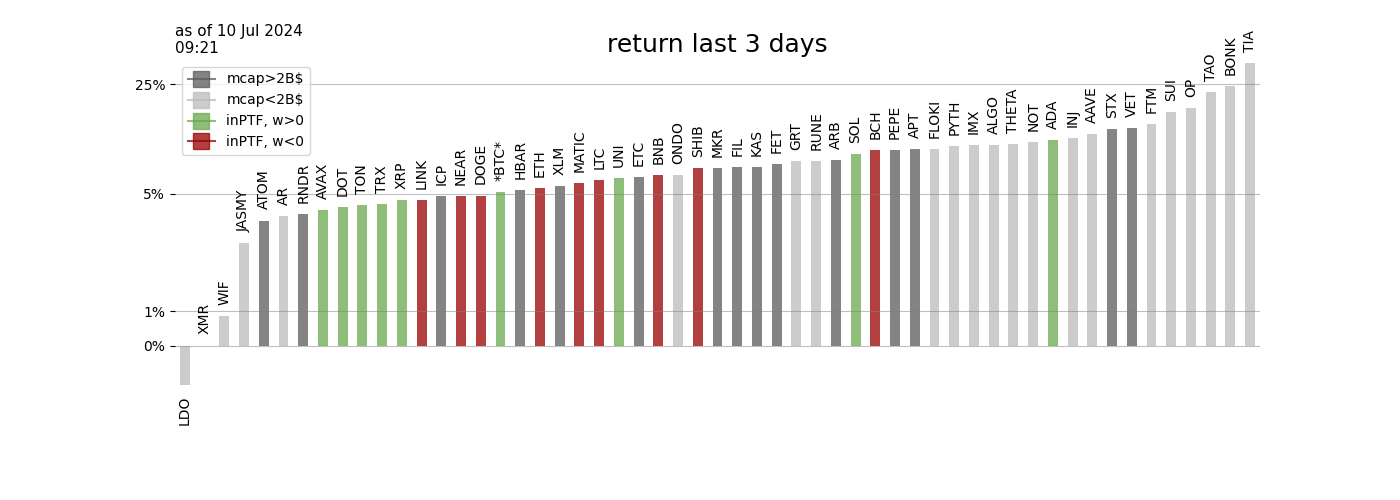 as of 10 Jul 2024
09:21
return last 3 days
mcap>2B$
mcap<2B$
inPTF, w>0
inPTF, w<0
25%
5%
1%
0%
LDO
XMR
WIF
JASMY
ATOM
AR
RNDR
AVAX
DOT
TON
TRX
XRP
LINK
ICP
NEAR
DOGE
*BTC*
HBAR
ETH
XLM
MATIC
LTC
UNI
ETC
BNB
ONDO
SHIB
MKR
FIL
KAS
FET
GRT
RUNE
ARB
SOL
BCH
PEPE
APT
FLOKI
PYTH
IMX
ALGO
THETA
NOT
ADA
INJ
AAVE
STX
VET
FTM
SUI
OP
TAO
BONK
TIA